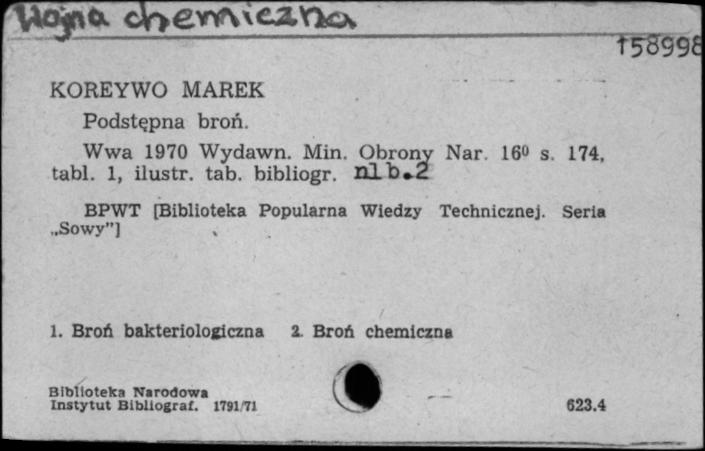 Wojna chemiczna
158998
KOREYWO MAREK
Podstępna broń.
Wwa 1970 Wydawn. Min. Obrony Nar. 16⁰ s. 174,
tabl. 1, ilustr. tab. bibliogr. nlb.2
BPWT [Biblioteka Popularna Wiedzy Technicznej. Seria
„Sowy”]
1. Broń bakteriologiczna 2. Broń chemiczna
Biblioteka Narodowa
Instytut Bibliograf. 1791/71 623.4